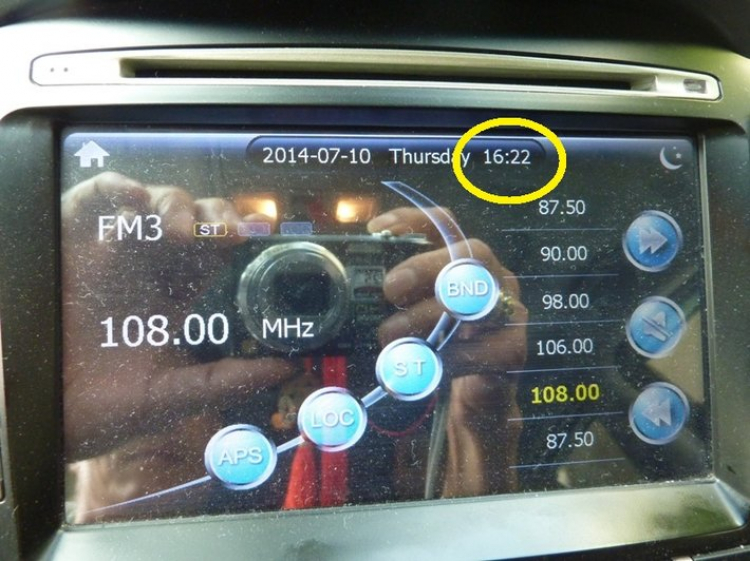 2014-07-10 Thursday 16:22
FM3 ST
108.00 MHz
87.50
90.00
98.00
106.00
108.00
87.50
BND
ST
LOC
APS